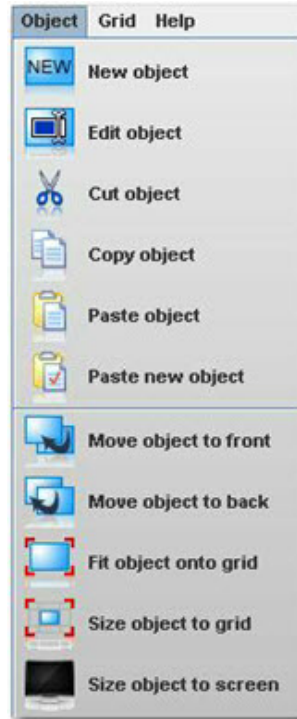 Object Grid Help
NEW New object
Edit object
Cut object
Copy object
Paste object
Paste new object
Move object to front
Move object to back
Fit object onto grid
Size object to grid
Size object to screen